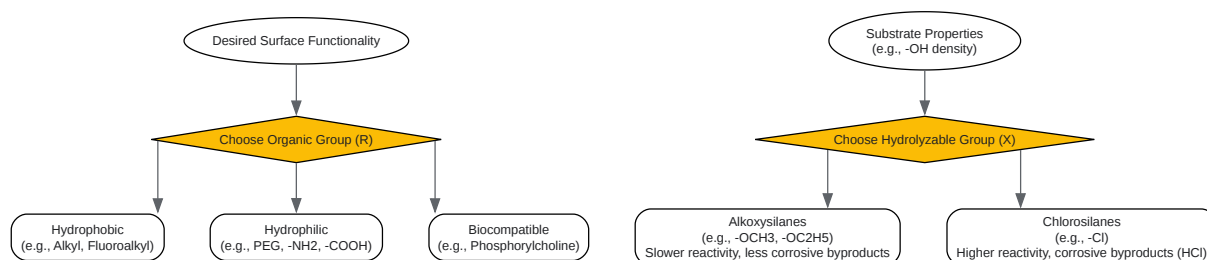 Desired Surface Functionality
Choose Organic Group (R)
Hydrophobic
(e.g., Alkyl, Fluoroalkyl)
Hydrophilic
(e.g., PEG, -NH2, -COOH)
Biocompatible
(e.g., Phosphorylcholine)
Substrate Properties
(e.g., -OH density)
Choose Hydrolyzable Group (X)
Alkoxysilanes
(e.g., -OCH3, -OC2H5)
Slower reactivity, less corrosive byproducts
Chlorosilanes
(e.g., -Cl)
Higher reactivity, corrosive byproducts (HCl)